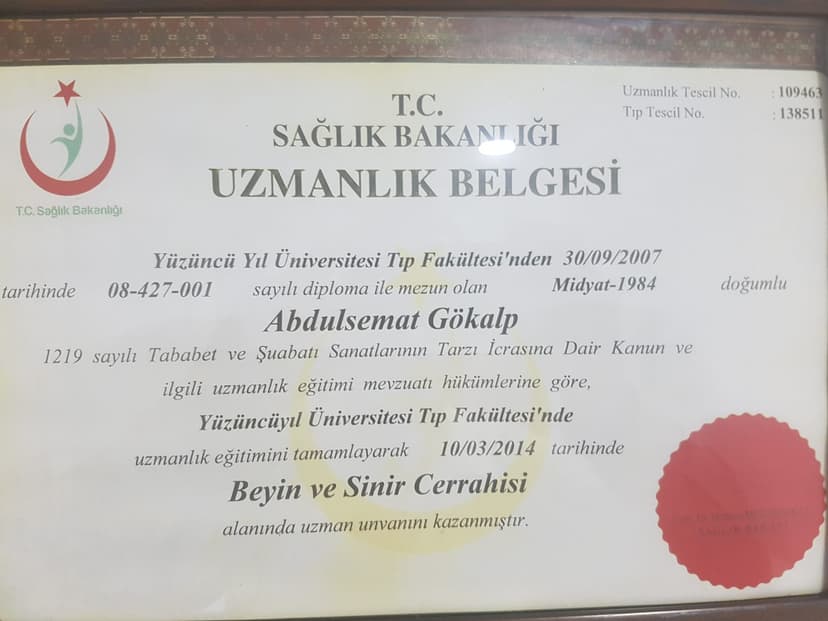 Uzmanlık Tescil No. : 109463
Tıp Tescil No. : 138511
T.C.
SAĞLIK BAKANLIĞI
UZMANLIK BELGESİ
T.C. Sağlık Bakanlığı
Yüzüncü Yıl Üniversitesi Tıp Fakültesi'nden 30/09/2007
tarihinde 08-427-001 sayılı diploma ile mezun olan Midyat-1984 doğumlu
Abdulsemat Gökalp
1219 sayılı Tababet ve Şuabatı Sanatlarının Tarzı İcrasına Dair Kanun ve
ilgili uzmanlık eğitimi mevzuatı hükümlerine göre,
Yüzüncüyıl Üniversitesi Tıp Fakültesi'nde
uzmanlık eğitimini tamamlayarak 10/03/2014 tarihinde
Beyin ve Sinir Cerrahisi
alanında uzman unvanını kazanmıştır.